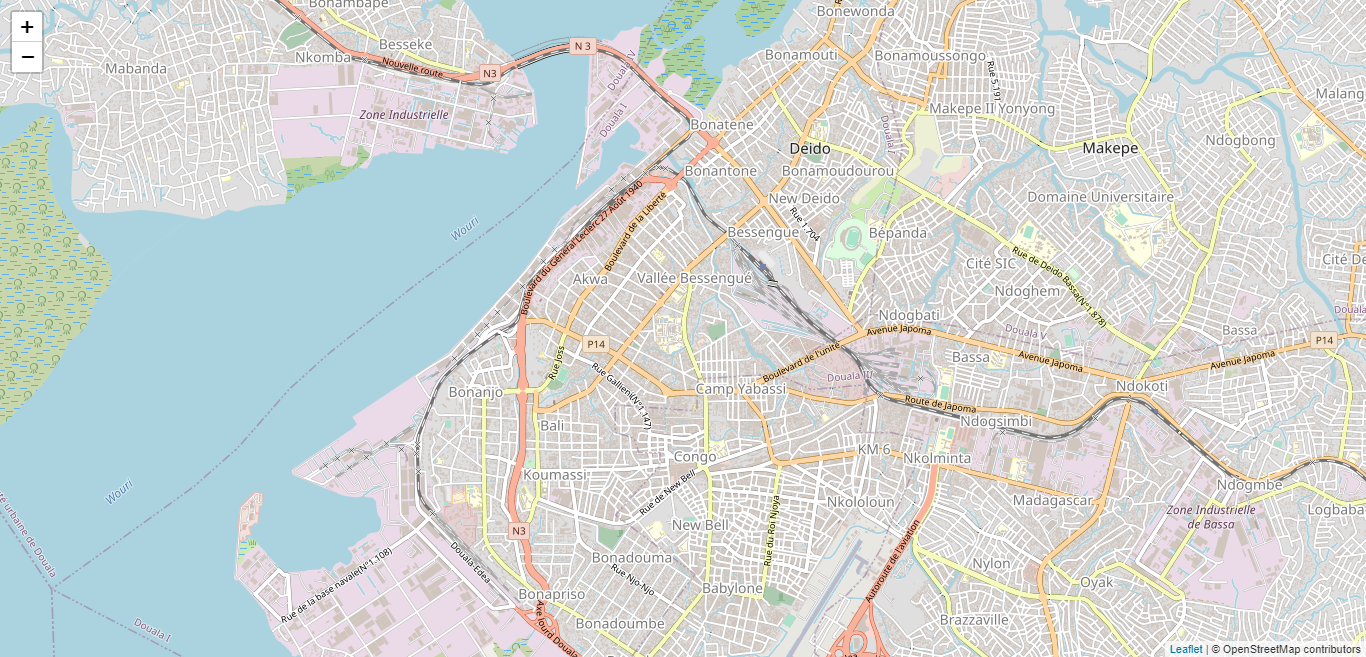 +
−
Bonambape
Bonewonda
Besseke
N 3
Nkomba
Nouvelle route
N3
Mabanda
Douala IV
Bonamouti
Bonamoussongo
Rue 5.191
Malang
Zone Industrielle
Douala I
Makepe II Yonyong
Bonatene
Douala V
Deido
Makepe
Ndogbong
Bonantone
Bonamoudourou
New Deido
Domaine Universitaire
Rue 1.704
Wouri
Boulevard du Général Leclerc 27 Août 1940
Boulevard de la Liberté
Bessengue
Bépanda
Cité SIC
Rue de Deido Bassa(N°1.878)
Cité De
Akwa
Vallée Bessengué
Ndoghem
Ndogbati
Douala
Avenue Japoma
Douala V
Bassa
P14
Rue Joss
P14
Boulevard de l'unité
Bassa
Avenue Japoma
Avenue Japoma
Rue Gallieni(N°1.147)
Douala III
Bonanjo
Camp Yabassi
Ndokoti
Route de Japoma
Bali
Ndogsimbi
KM 6
Congo
Nkolminta
Koumassi
Rue de New Bell
Ndogmbe
Wouri
Nkololoun
Madagascar
Zone Industrielle
de Bassa
Logbaba
N3
New Bell
Rue du Roi Njoya
Autoroute de l'aviation
Douala-Edea
Rue de la base navale(N°1.108)
Bonadouma
Rue Njo-Njo
Nylon
Oyak
Bonapriso
Babylone
Bonadoumbe
Brazzaville
Douala I
Leaflet | © OpenStreetMap contributors